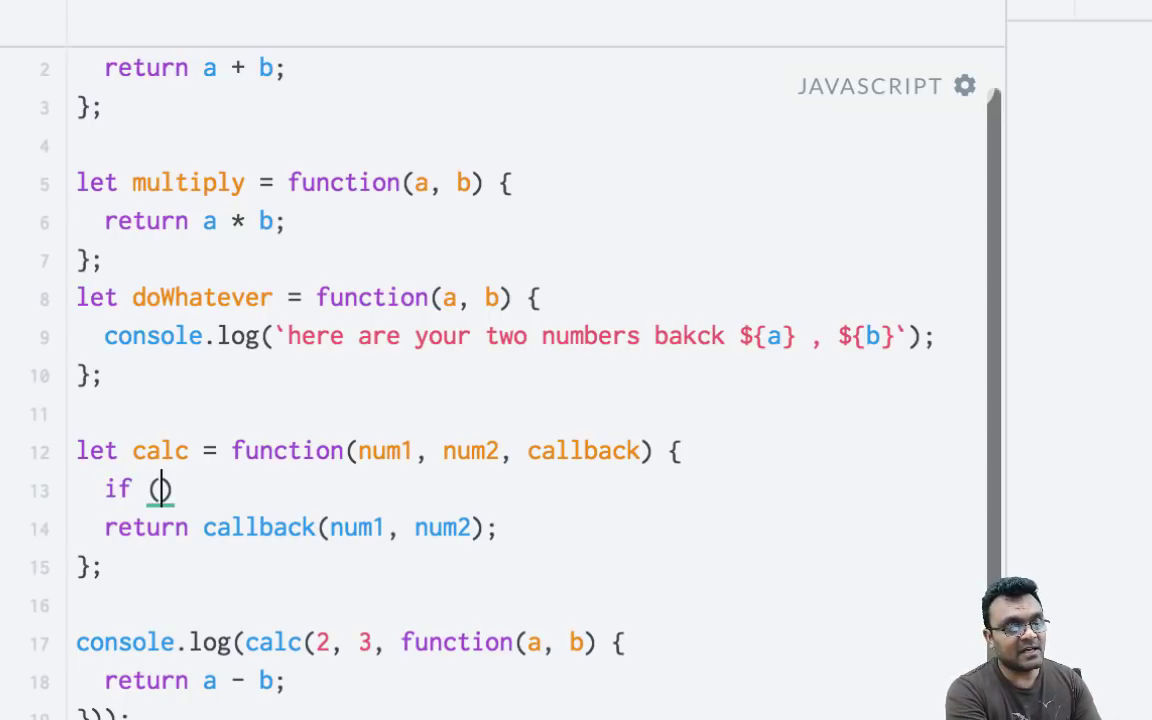 JAVASCRIPT
2 return a + b;
3 };
4
5 let multiply = function(a, b) {
6 return a * b;
7 };
8 let doWhatever = function(a, b) {
9 console.log(`here are your two numbers bakck ${a} , ${b}`);
10 };
11
12 let calc = function(num1, num2, callback) {
13 if ()
14 return callback(num1, num2);
15 };
16
17 console.log(calc(2, 3, function(a, b) {
18 return a - b;
19 }));